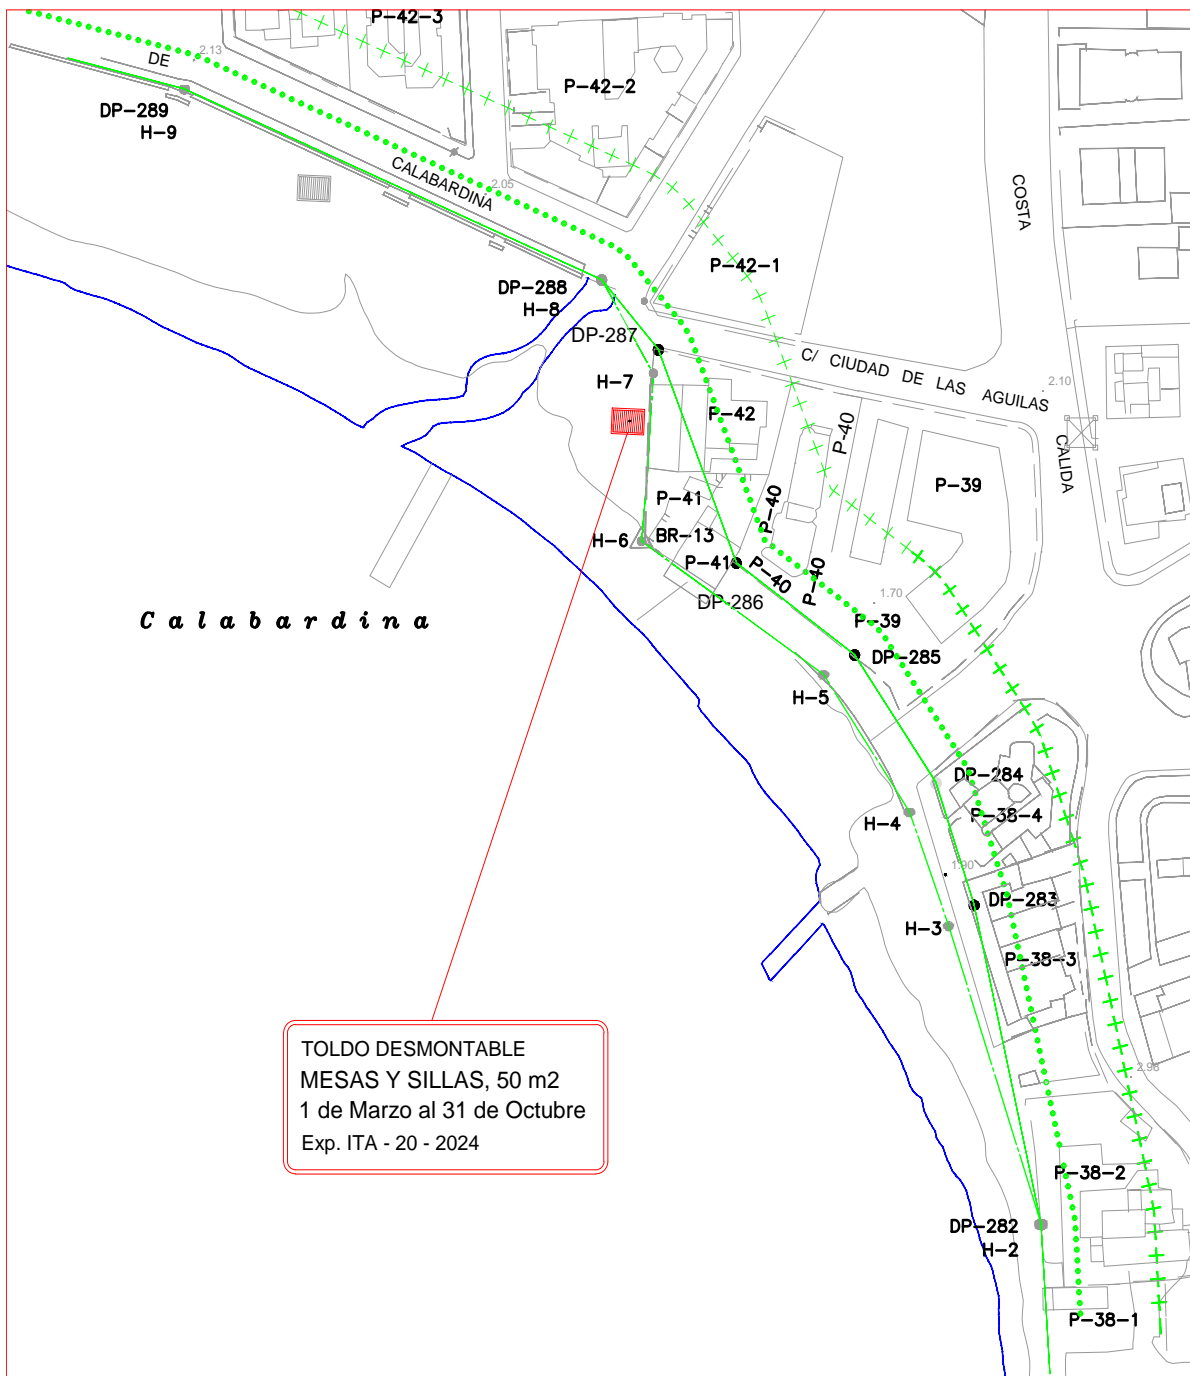 P-42-3
2.13
DE
P-42-2
DP-289
H-9
CALABARDINA
2.05
COSTA
P-42-1
DP-288
H-8
DP-287
C/ CIUDAD DE LAS AGUILAS
2.10
H-7
P-42
P-40
CALIDA
P-39
P-41
P-40
H-6
BR-13
P-41
P-40
P-40
DP-286
1.70
P-39
Calabardina
DP-285
H-5
DP-284
P-38-4
H-4
1.90
DP-283
H-3
P-38-3
TOLDO DESMONTABLE
MESAS Y SILLAS, 50 m2
1 de Marzo al 31 de Octubre
Exp. ITA - 20 - 2024
2.98
P-38-2
DP-282
H-2
P-38-1